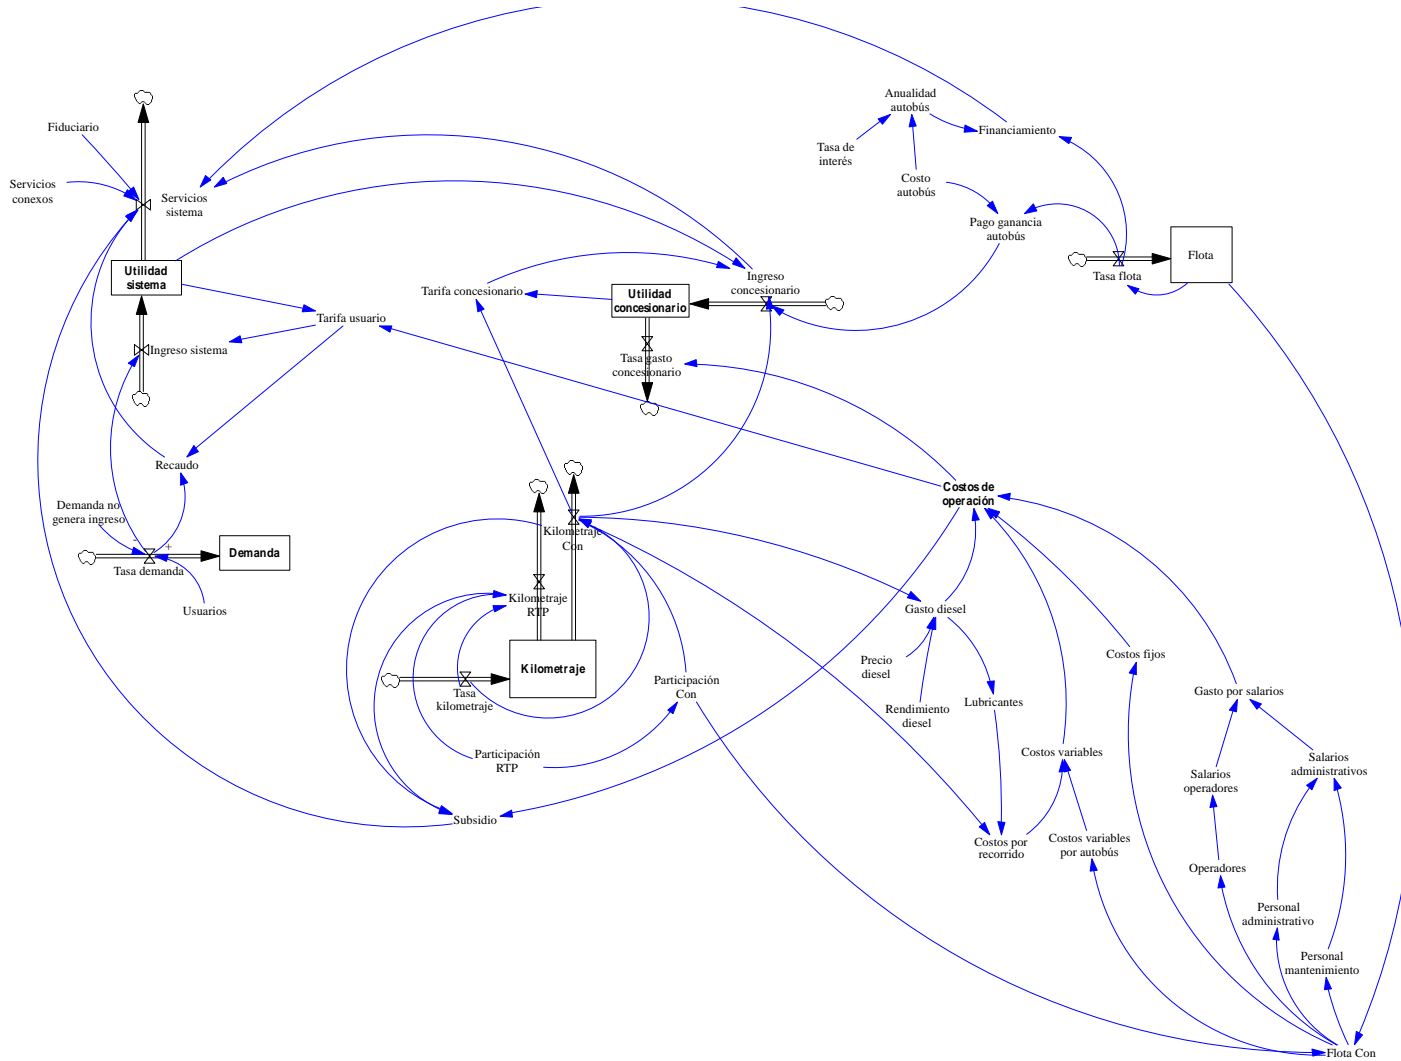 Anualidad
autobús
Fiduciario
Financiamiento
Tasa de
interés
Costo
autobús
Servicios
conexos
Servicios
sistema
Pago ganancia
autobús
Flota
Tasa flota
Utilidad
sistema
Ingreso
concesionario
Tarifa concesionario
Utilidad
concesionario
Tarifa usuario
Ingreso sistema
Tasa gasto
concesionario
Recaudo
Costos de
operación
Demanda no
genera ingreso
Kilometraje
Con
-
+
Demanda
Tasa demanda
Usuarios
Kilometraje
RTP
Gasto diesel
Precio
diesel
Costos fijos
Kilometraje
Tasa
kilometraje
Participación
Con
Gasto por salarios
Rendimiento
diesel
Lubricantes
Participación
RTP
Costos variables
Salarios
administrativos
Salarios
operadores
Subsidio
Costos por
recorrido
Costos variables
por autobús
Operadores
Personal
administrativo
Personal
mantenimiento
Flota Con